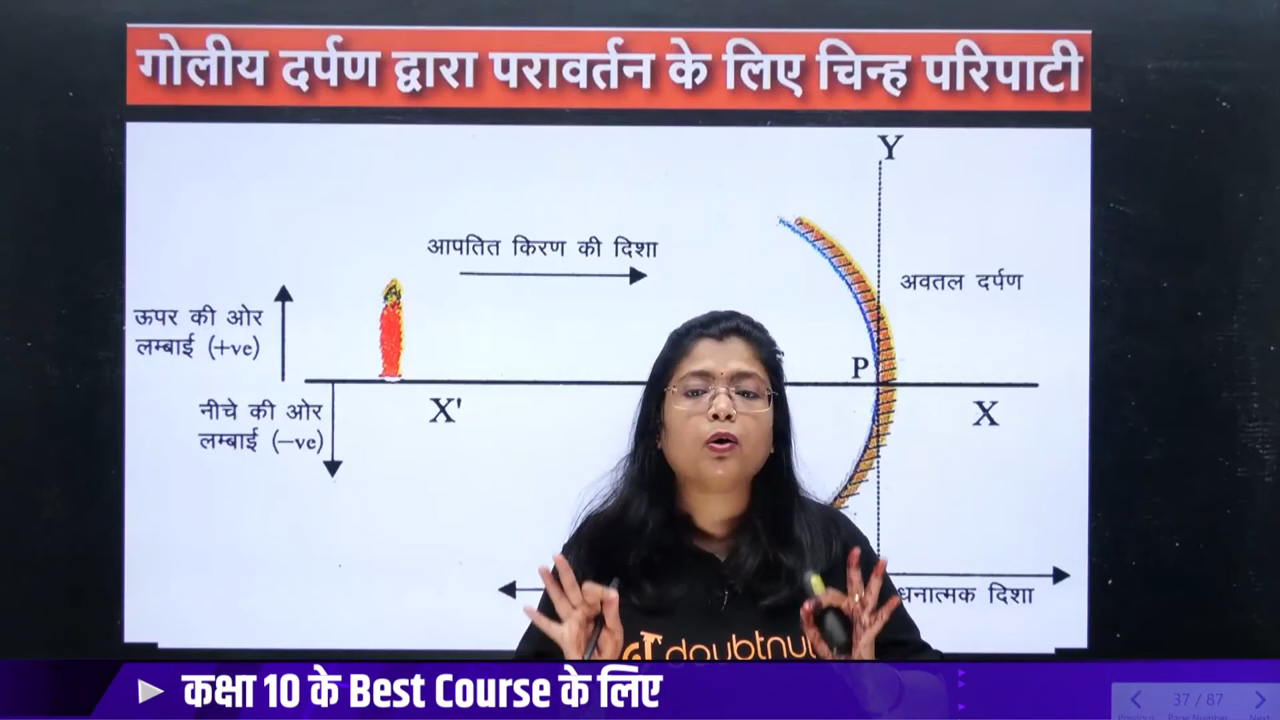 गोलीय दर्पण द्वारा परावर्तन के लिए चिन्ह परिपाटी
Y
आपतित किरण की दिशा
अवतल दर्पण
ऊपर की ओर
लम्बाई (+ve)
P
नीचे की ओर
लम्बाई (–ve)
X'
X
धनात्मक दिशा
doubtnut
कक्षा 10 के Best Course के लिए
37 / 87